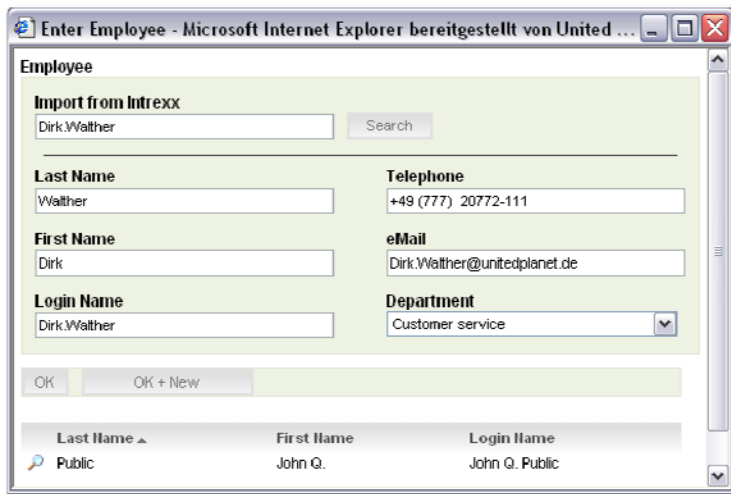 Enter Employee - Microsoft Internet Explorer bereitgestellt von United ...
Employee
Import from Intrexx
Dirk.Walther
Search
Last Name
Telephone
Walther
+49 (777) 20772-111
First Name
eMail
Dirk
Dirk.Walther@unitedplanet.de
Login Name
Department
Dirk.Walther
Customer service
OK
OK + New
Last Name First Name Login Name
Public John Q. John Q. Public